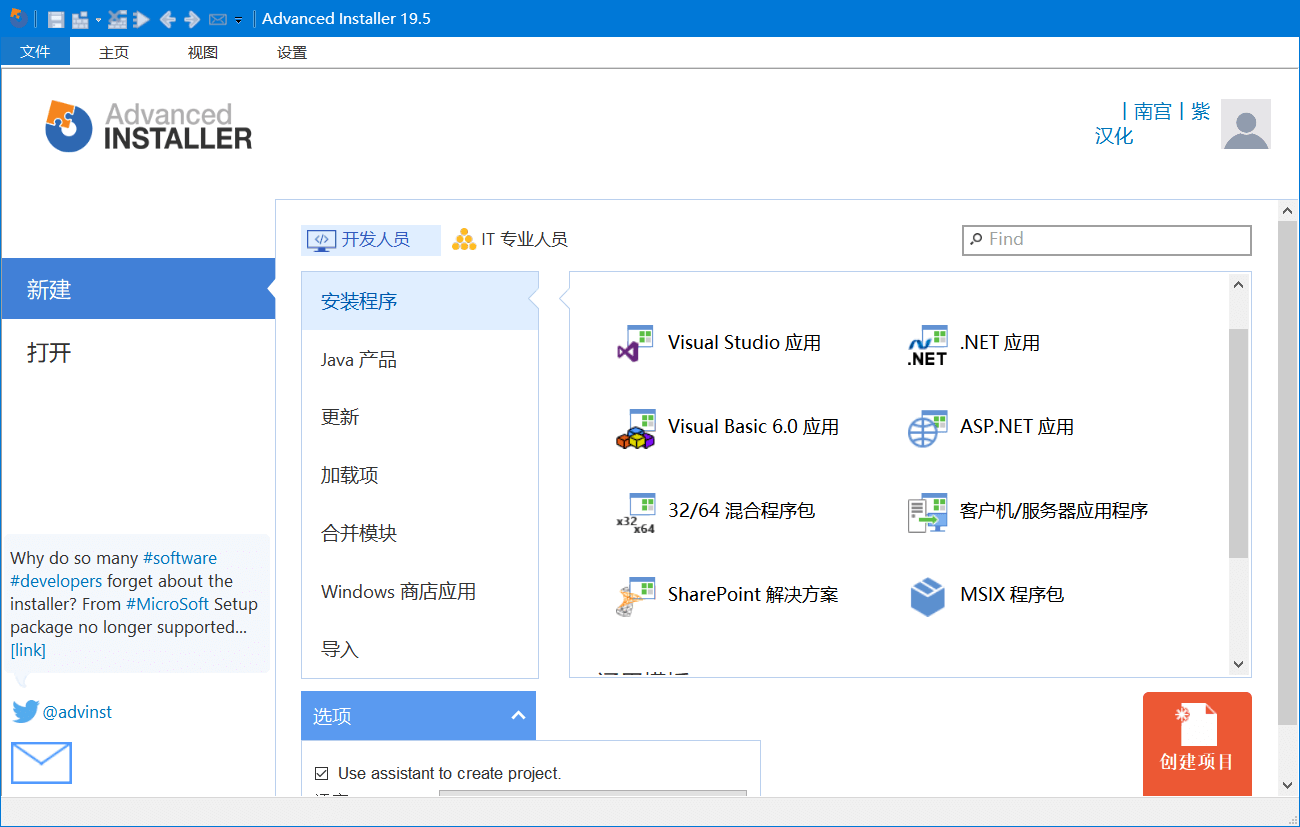 Advanced Installer 19.5
文件 主页 视图 设置
Advanced
INSTALLER
丨南宫丨紫
汉化
开发人员 IT 专业人员
Find
新建
打开
安装程序
Java 产品
更新
加载项
合并模块
Windows 商店应用
导入
Visual Studio 应用
.NET
.NET 应用
Visual Basic 6.0 应用
ASP.NET 应用
x32 x64
32/64 混合程序包
客户机/服务器应用程序
SharePoint 解决方案
MSIX 程序包
Why do so many #software
#developers forget about the
installer? From #MicroSoft Setup
package no longer supported...
[link]
@advinst
选项
Use assistant to create project.
创建项目